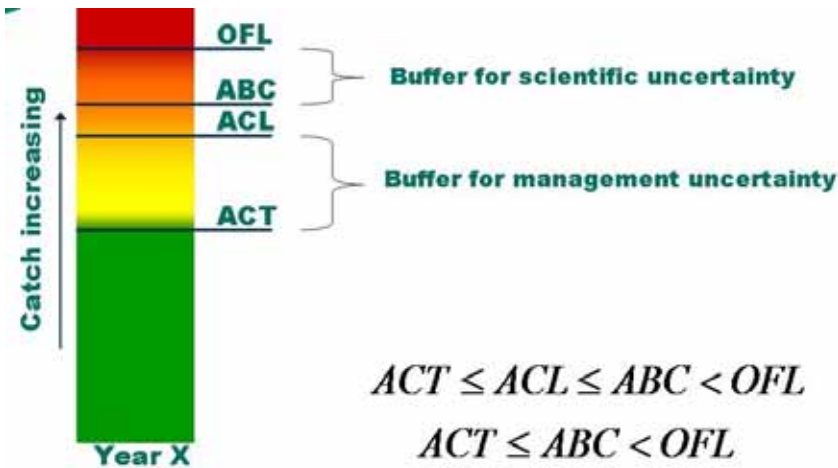 OFL
Buffer for scientific uncertainty
ABC
ACL
Buffer for management uncertainty
ACT
Catch increasing
ACT ≤ ACL ≤ ABC < OFL
ACT ≤ ABC < OFL
Year X